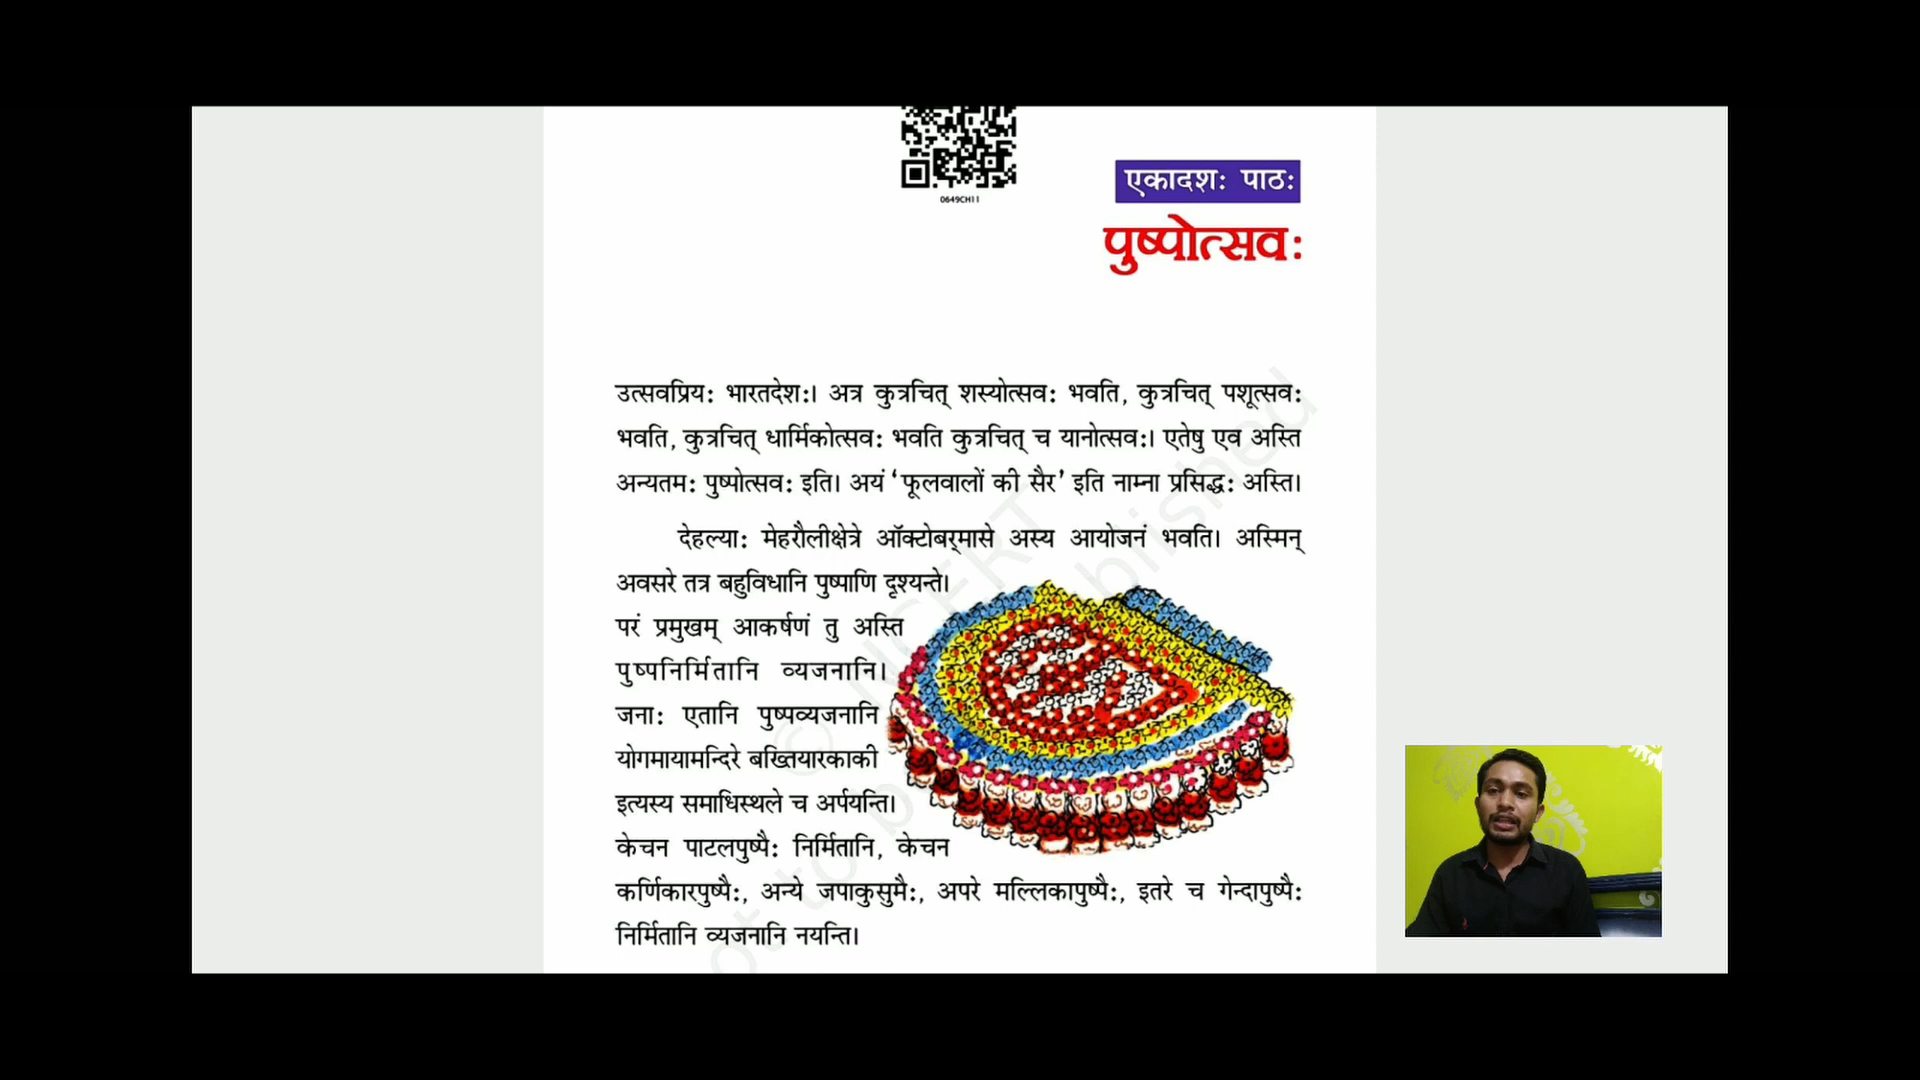 0649CH11
एकादशः पाठः
पुष्पोत्सवः
उत्सवप्रियः भारतदेशः। अत्र कुत्रचित् शस्योत्सवः भवति, कुत्रचित् पशूत्सवः
भवति, कुत्रचित् धार्मिकोत्सवः भवति कुत्रचित् च यानोत्सवः। एतेषु एव अस्ति
अन्यतमः पुष्पोत्सवः इति। अयं ‘फूलवालों की सैर’ इति नाम्ना प्रसिद्धः अस्ति।
देहल्याः मेहरौलीक्षेत्रे ऑक्टोबर्‌मासे अस्य आयोजनं भवति। अस्मिन्
अवसरे तत्र बहुविधानि पुष्पाणि दृश्यन्ते।
परं प्रमुखम् आकर्षणं तु अस्ति
पुष्पनिर्मितानि व्यजनानि।
जनाः एतानि पुष्पव्यजनानि
योगमायामन्दिरे बख्तियारकाकी
इत्यस्य समाधिस्थले च अर्पयन्ति।
केचन पाटलपुष्पैः निर्मितानि, केचन
कर्णिकारपुष्पैः, अन्ये जपाकुसुमैः, अपरे मल्लिकापुष्पैः, इतरे च गेन्दापुष्पैः
निर्मितानि व्यजनानि नयन्ति।
© NCERT